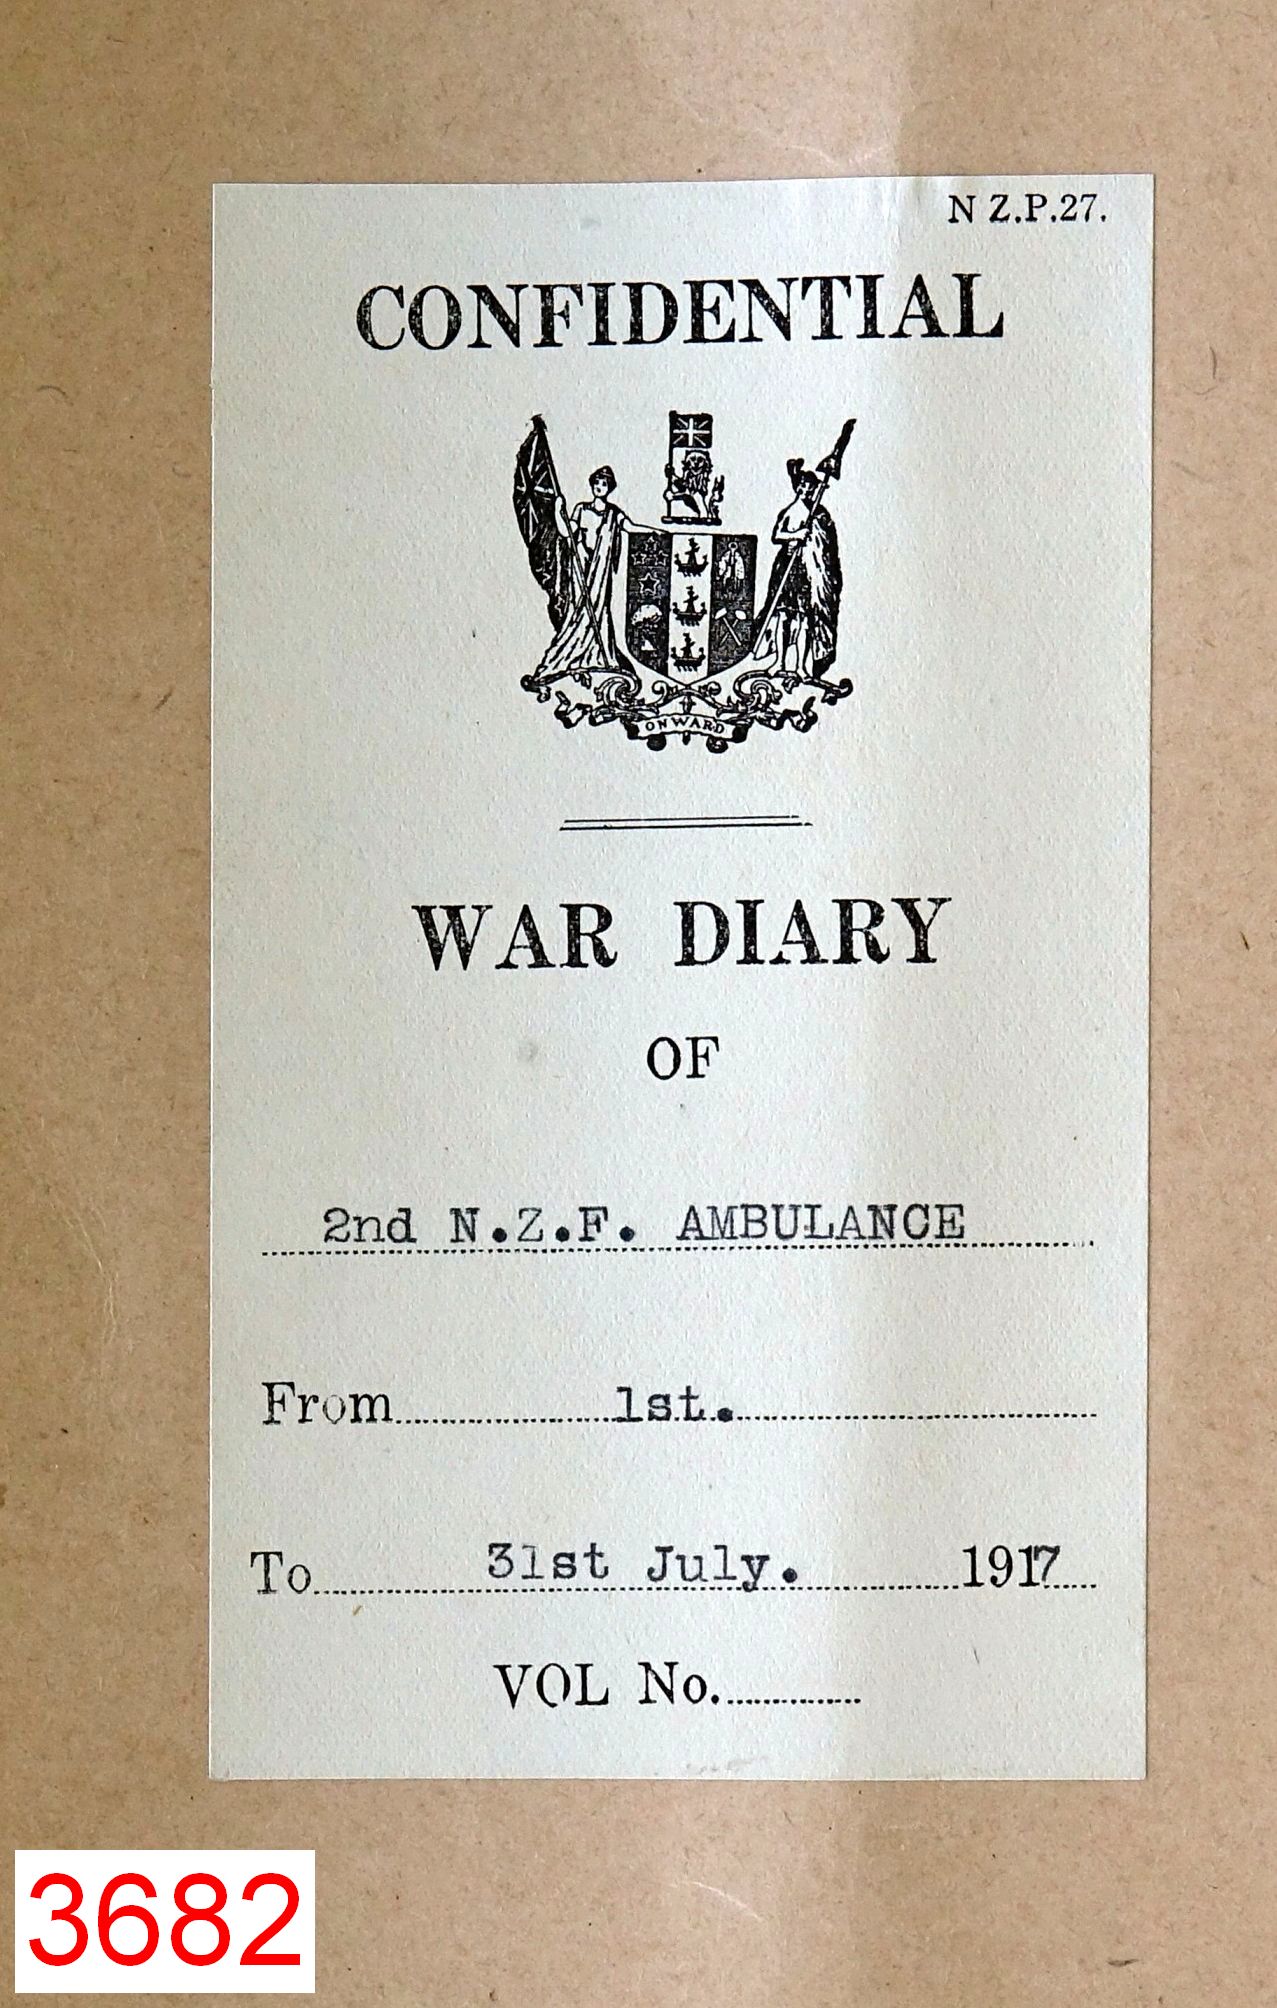 N Z.P.27.
CONFIDENTIAL
ONWARD
WAR DIARY
OF
2nd N.Z.F. AMBULANCE
From 1st.
To 31st July. 1917
VOL No.
3682